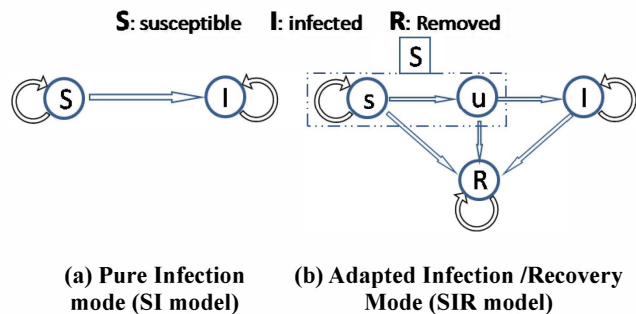 S: susceptible I: infected R: Removed
S
S I
s u I
R
(a) Pure Infection mode (SI model)
(b) Adapted Infection /Recovery Mode (SIR model)